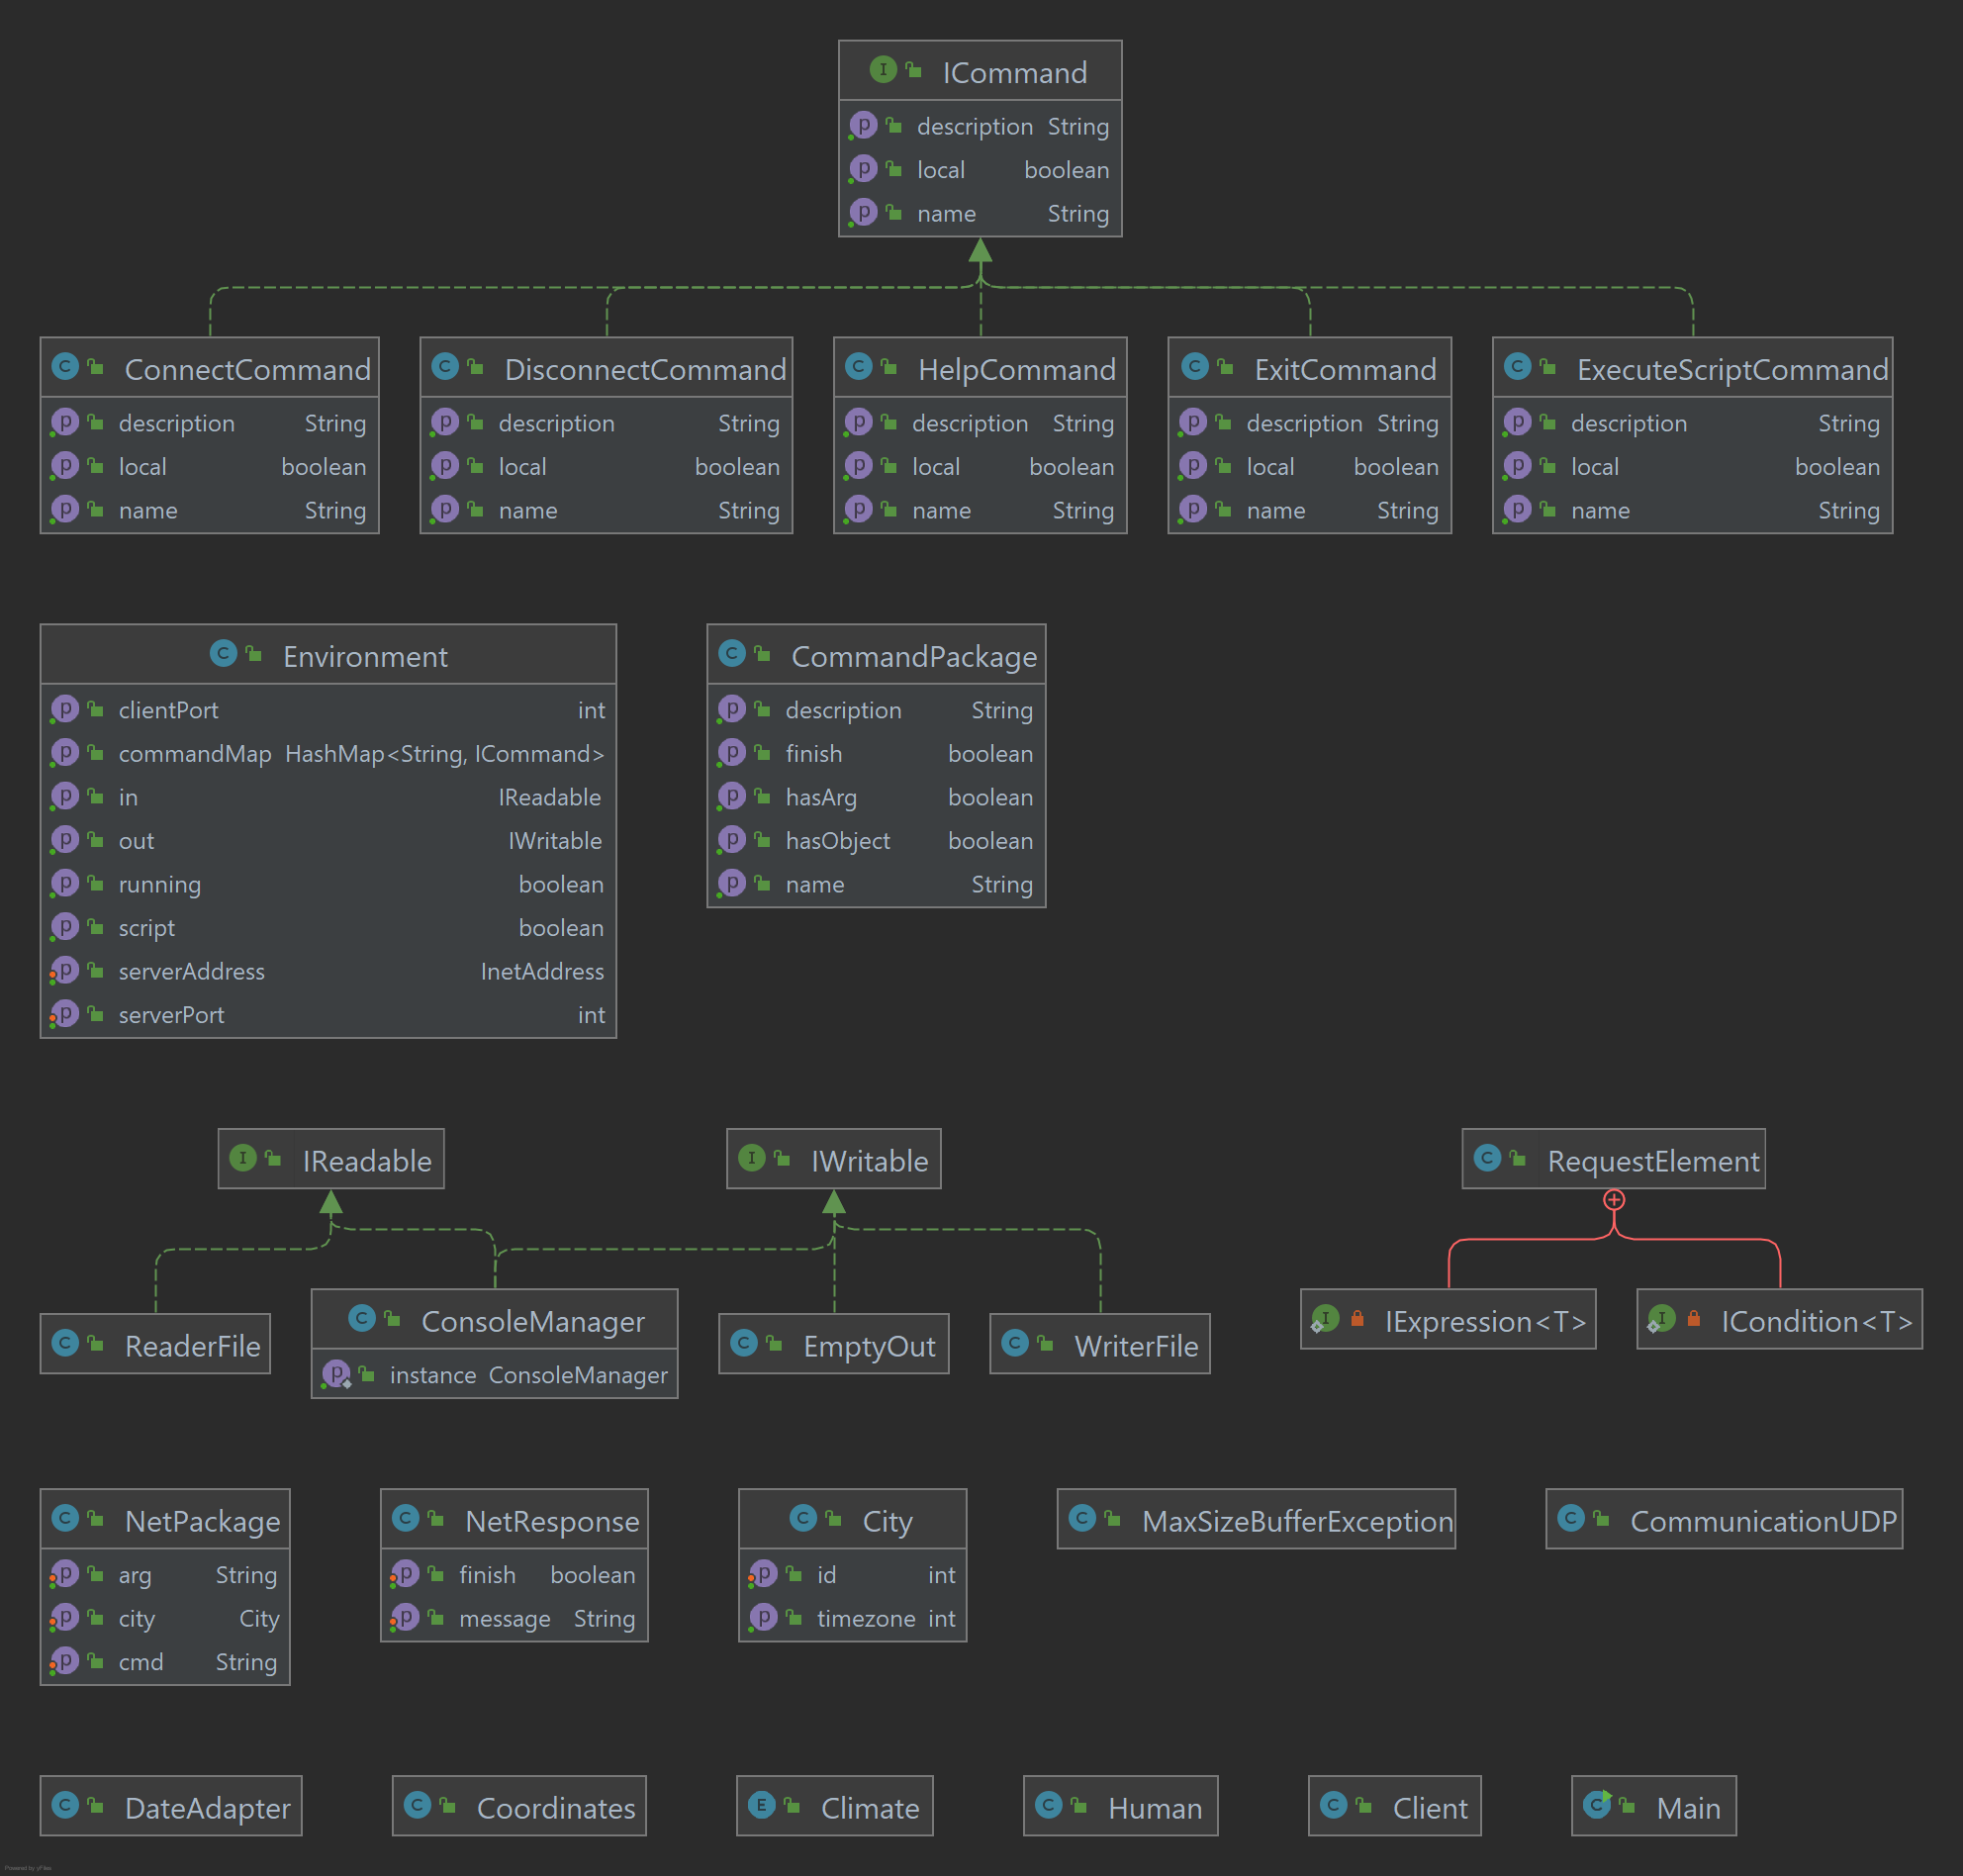 ICommand
description String
local boolean
name String
ConnectCommand
description String
local boolean
name String
DisconnectCommand
description String
local boolean
name String
HelpCommand
description String
local boolean
name String
ExitCommand
description String
local boolean
name String
ExecuteScriptCommand
description String
local boolean
name String
Environment
clientPort int
commandMap HashMap<String, ICommand>
in IReadable
out IWritable
running boolean
script boolean
serverAddress InetAddress
serverPort int
CommandPackage
description String
finish boolean
hasArg boolean
hasObject boolean
name String
IReadable
IWritable
RequestElement
ReaderFile
ConsoleManager
instance ConsoleManager
EmptyOut
WriterFile
IExpression<T>
ICondition<T>
NetPackage
arg String
city City
cmd String
NetResponse
finish boolean
message String
City
id int
timezone int
MaxSizeBufferException
CommunicationUDP
DateAdapter
Coordinates
Climate
Human
Client
Main
Powered by yFiles